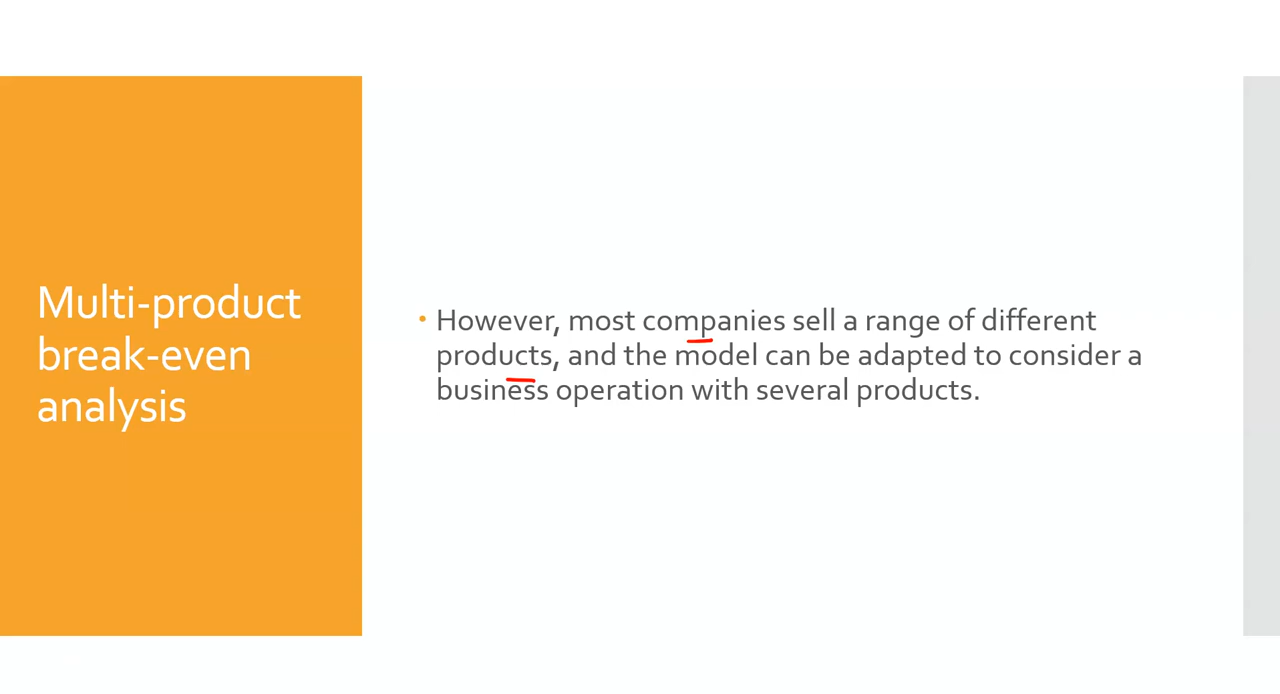 Multi-product
break-even
analysis
• However, most companies sell a range of different
products, and the model can be adapted to consider a
business operation with several products.